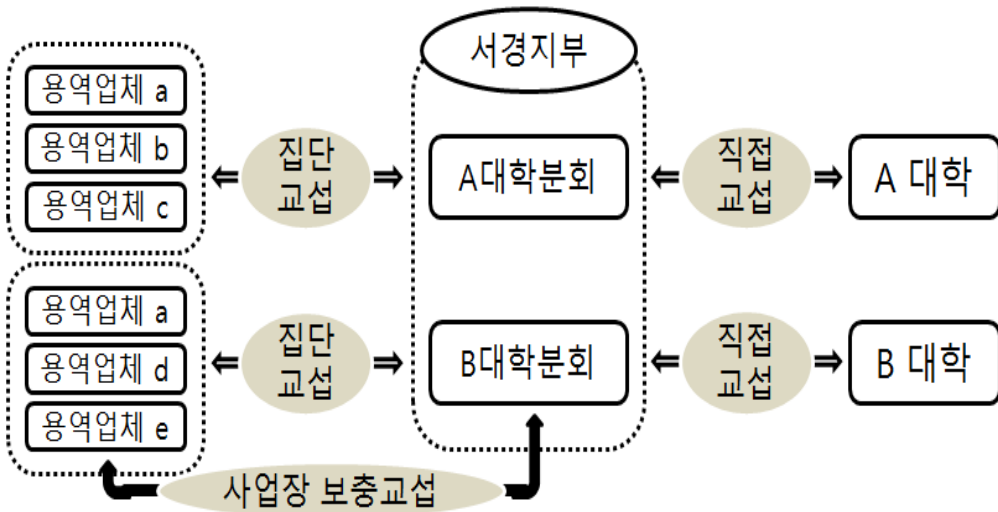 서경지부
용역업체 a
용역업체 b
용역업체 c
집단
교섭
A대학분회
직접
교섭
A 대학
용역업체 a
용역업체 d
용역업체 e
집단
교섭
B대학분회
직접
교섭
B 대학
사업장 보충교섭